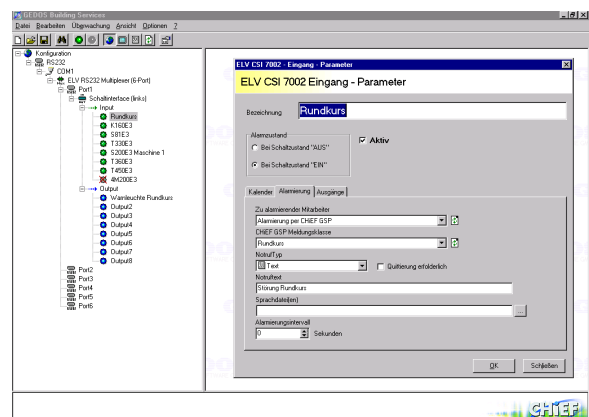 GEDOS Building Services
Datei Bearbeiten Überwachung Ansicht Optionen ?
Konfiguration
RS232
COM1
ELV RS232 Multiplexer (6-Port)
Port1
Schaltinterface (links)
Input
Rundkurs
K160E3
S81E3
T330E3
S200E3 Maschine 1
T360E3
T450E3
4M200E3
Output
Warnleuchte Rundkurs
Output2
Output3
Output4
Output5
Output6
Output7
Output8
Port2
Port3
Port4
Port5
Port6
ELV CSI 7002 - Eingang - Parameter
ELV CSI 7002 Eingang - Parameter
Bezeichnung Rundkurs
Alarmzustand
Bei Schaltzustand "AUS"
Bei Schaltzustand "EIN"
Aktiv
Kalender Alarmierung Ausgänge
Zu alarmierender Mitarbeiter
Alarmierung per CHiEF GSP
CHiEF GSP Meldungsklasse
Rundkurs
NotrufTyp
Text
Quittierung erfolderlich
Notruftext
Störung Rundkurs
Sprachdatei(en)
...
Alarmierungsintervall
0 Sekunden
OK Schließen
CHiEF